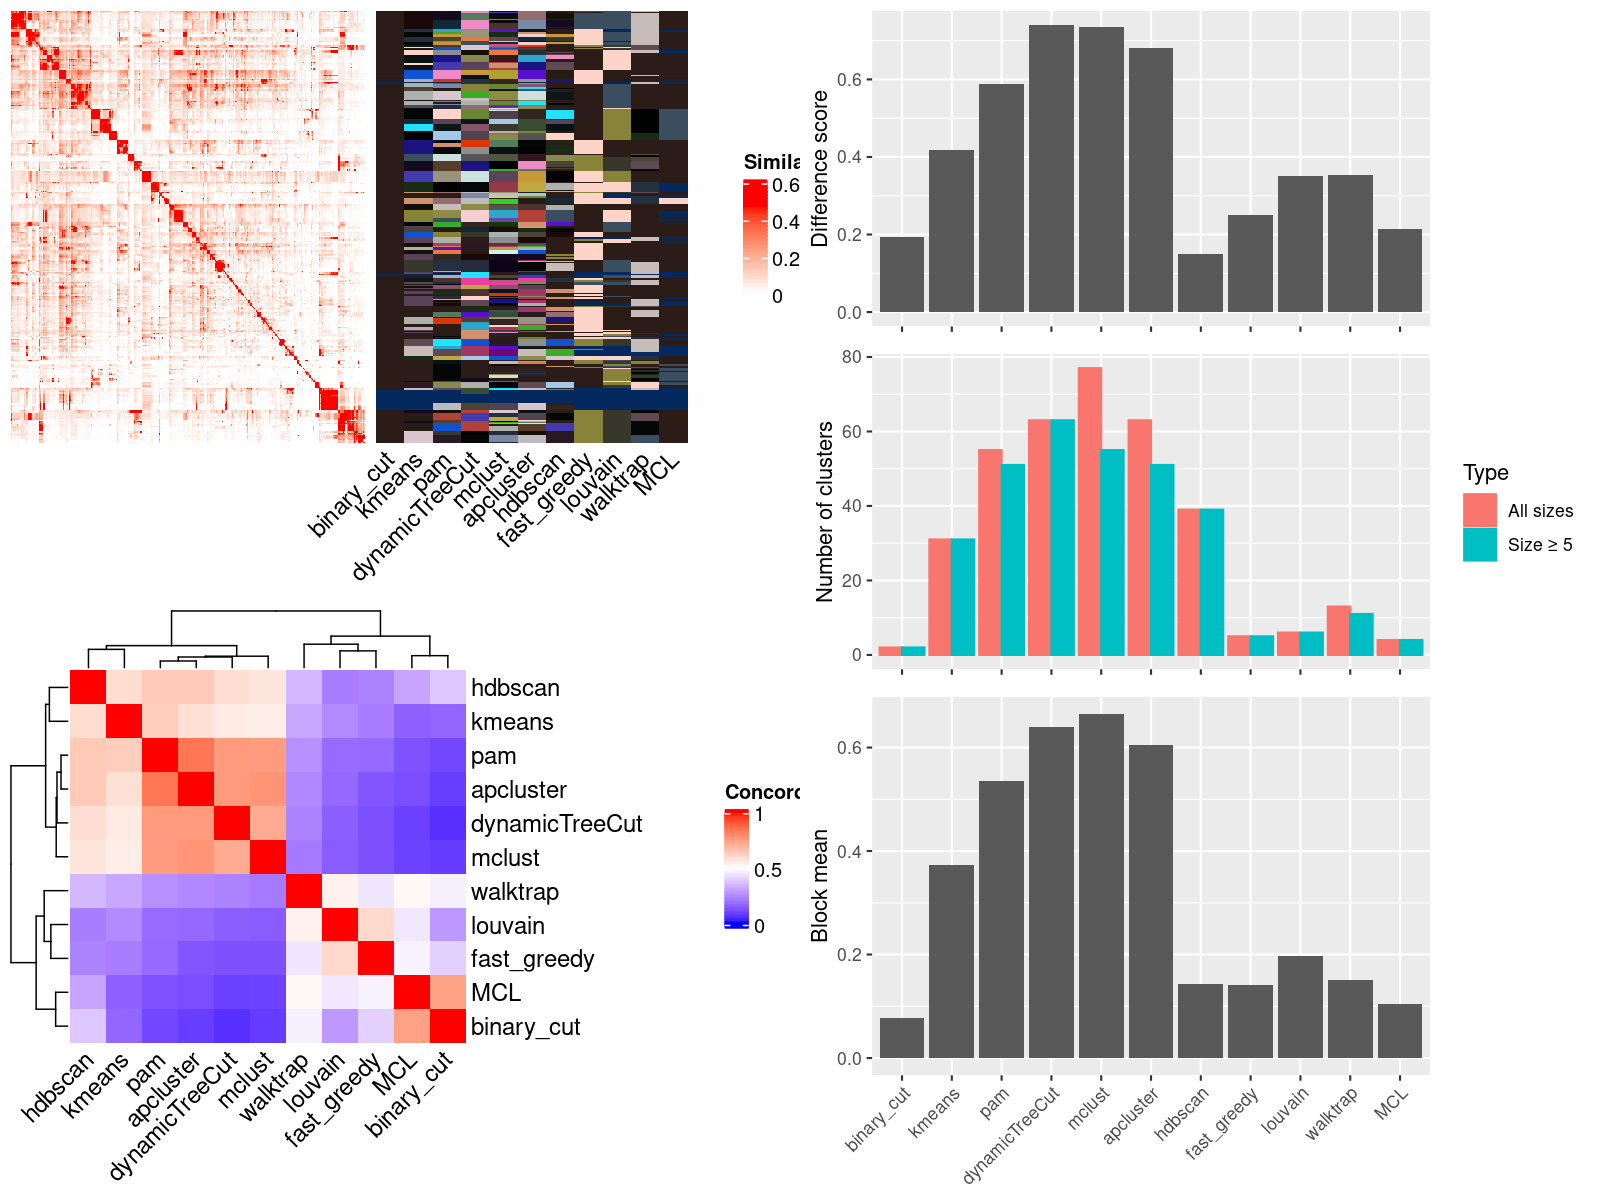 Simila
0.6
0.4
0.2
0
binary_cut
kmeans
pam
dynamicTreeCut
mclust
apcluster
hdbscan
fast_greedy
louvain
walktrap
MCL
hdbscan
kmeans
pam
apcluster
dynamicTreeCut
mclust
walktrap
louvain
fast_greedy
MCL
binary_cut
Concord
1
0.5
0
hdbscan
kmeans
pam
apcluster
dynamicTreeCut
mclust
walktrap
louvain
fast_greedy
MCL
binary_cut
Difference score
0.6
0.4
0.2
0.0
Number of clusters
80
60
40
20
0
Type
All sizes
Size ≥ 5
Block mean
0.6
0.4
0.2
0.0
binary_cut
kmeans
pam
dynamicTreeCut
mclust
apcluster
hdbscan
fast_greedy
louvain
walktrap
MCL